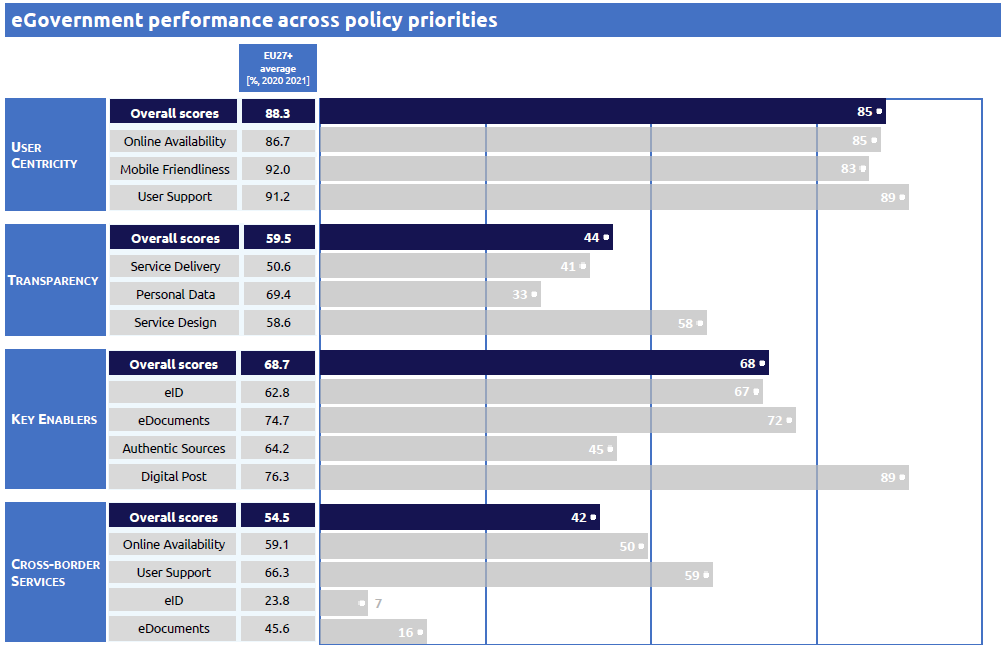 eGovernment performance across policy priorities
EU27+
average
[%, 2020 2021]
USER
CENTRICITY
Overall scores 88.3 85
Online Availability 86.7 85
Mobile Friendliness 92.0 83
User Support 91.2 89
TRANSPARENCY
Overall scores 59.5 44
Service Delivery 50.6 41
Personal Data 69.4 33
Service Design 58.6 58
KEY ENABLERS
Overall scores 68.7 68
eID 62.8 67
eDocuments 74.7 72
Authentic Sources 64.2 45
Digital Post 76.3 89
CROSS-BORDER
SERVICES
Overall scores 54.5 42
Online Availability 59.1 50
User Support 66.3 59
eID 23.8 7
eDocuments 45.6 16